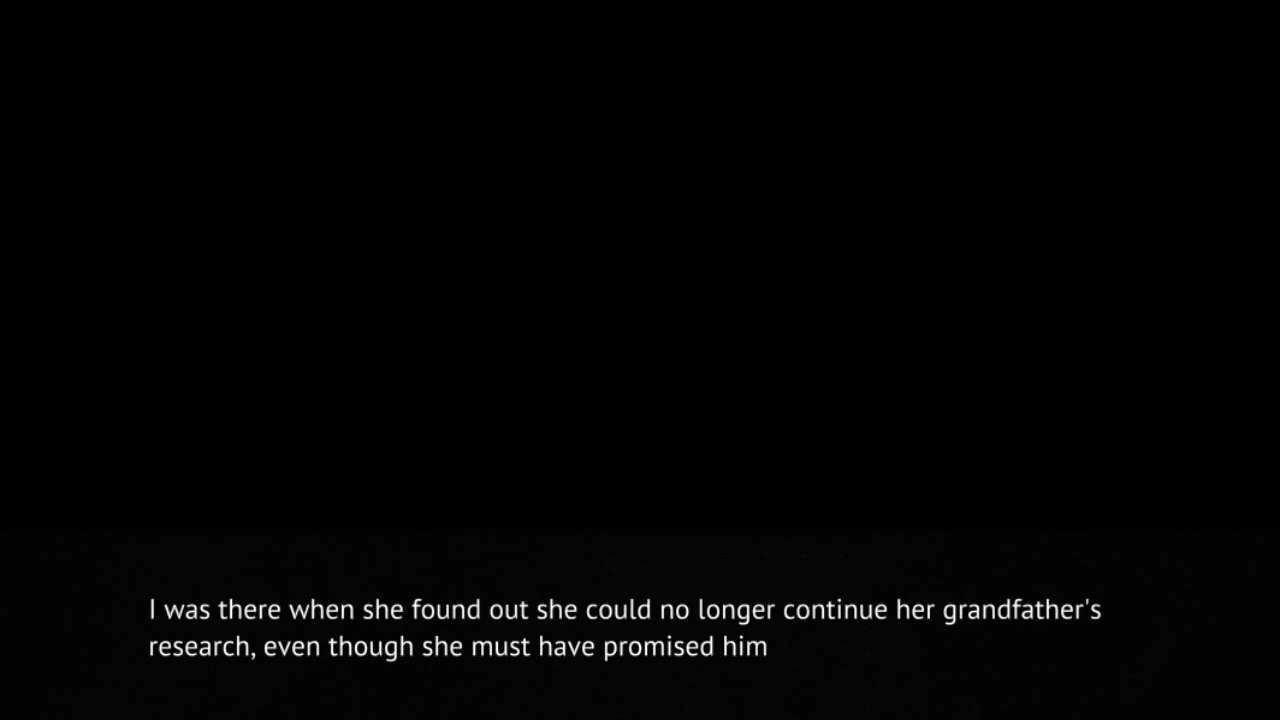 I was there when she found out she could no longer continue her grandfather's
research, even though she must have promised him